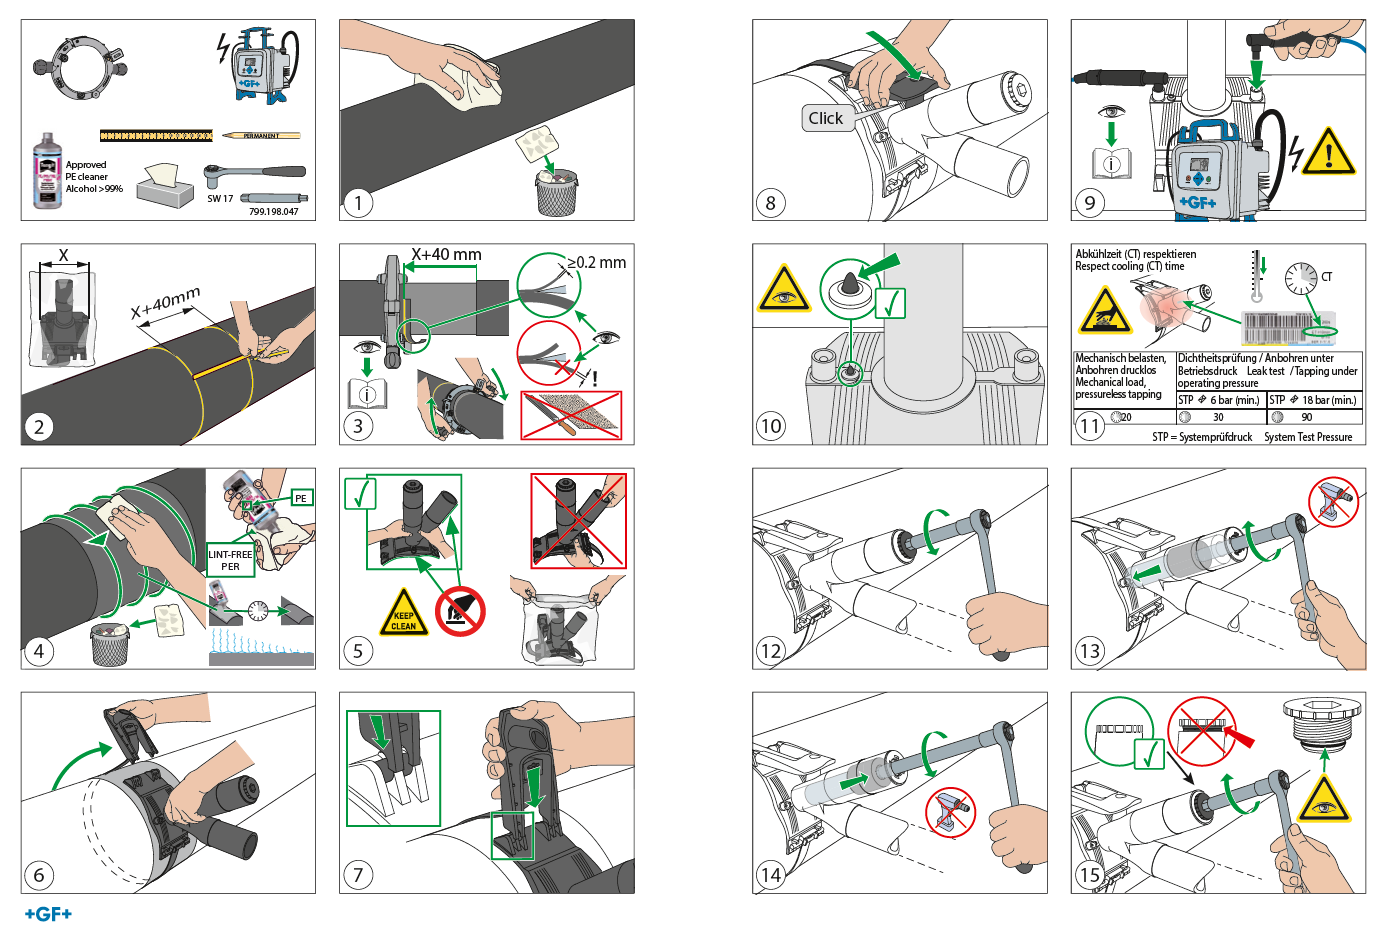 +GF+
PERMANENT
Approved
PE cleaner
Alcohol >99%
SW 17
799.198.047
1
X
X+40mm
2
X+40 mm
≥0.2 mm
!
i
3
PE
LINT-FREE
PER
4
KEEP
CLEAN
5
6
7
+GF+
Click
8
i
!
+GF+
9
10
Abkühlzeit (CT) respektieren
Respect cooling (CT) time
CT
Mechanisch belasten,
Anbohren drucklos
Mechanical load,
pressureless tapping
Dichtheitsprüfung / Anbohren unter
Betriebsdruck Leak test / Tapping under
operating pressure
STP 6 bar (min.)
STP 18 bar (min.)
20
30
90
11
STP = Systemprüfdruck System Test Pressure
12
13
14
15